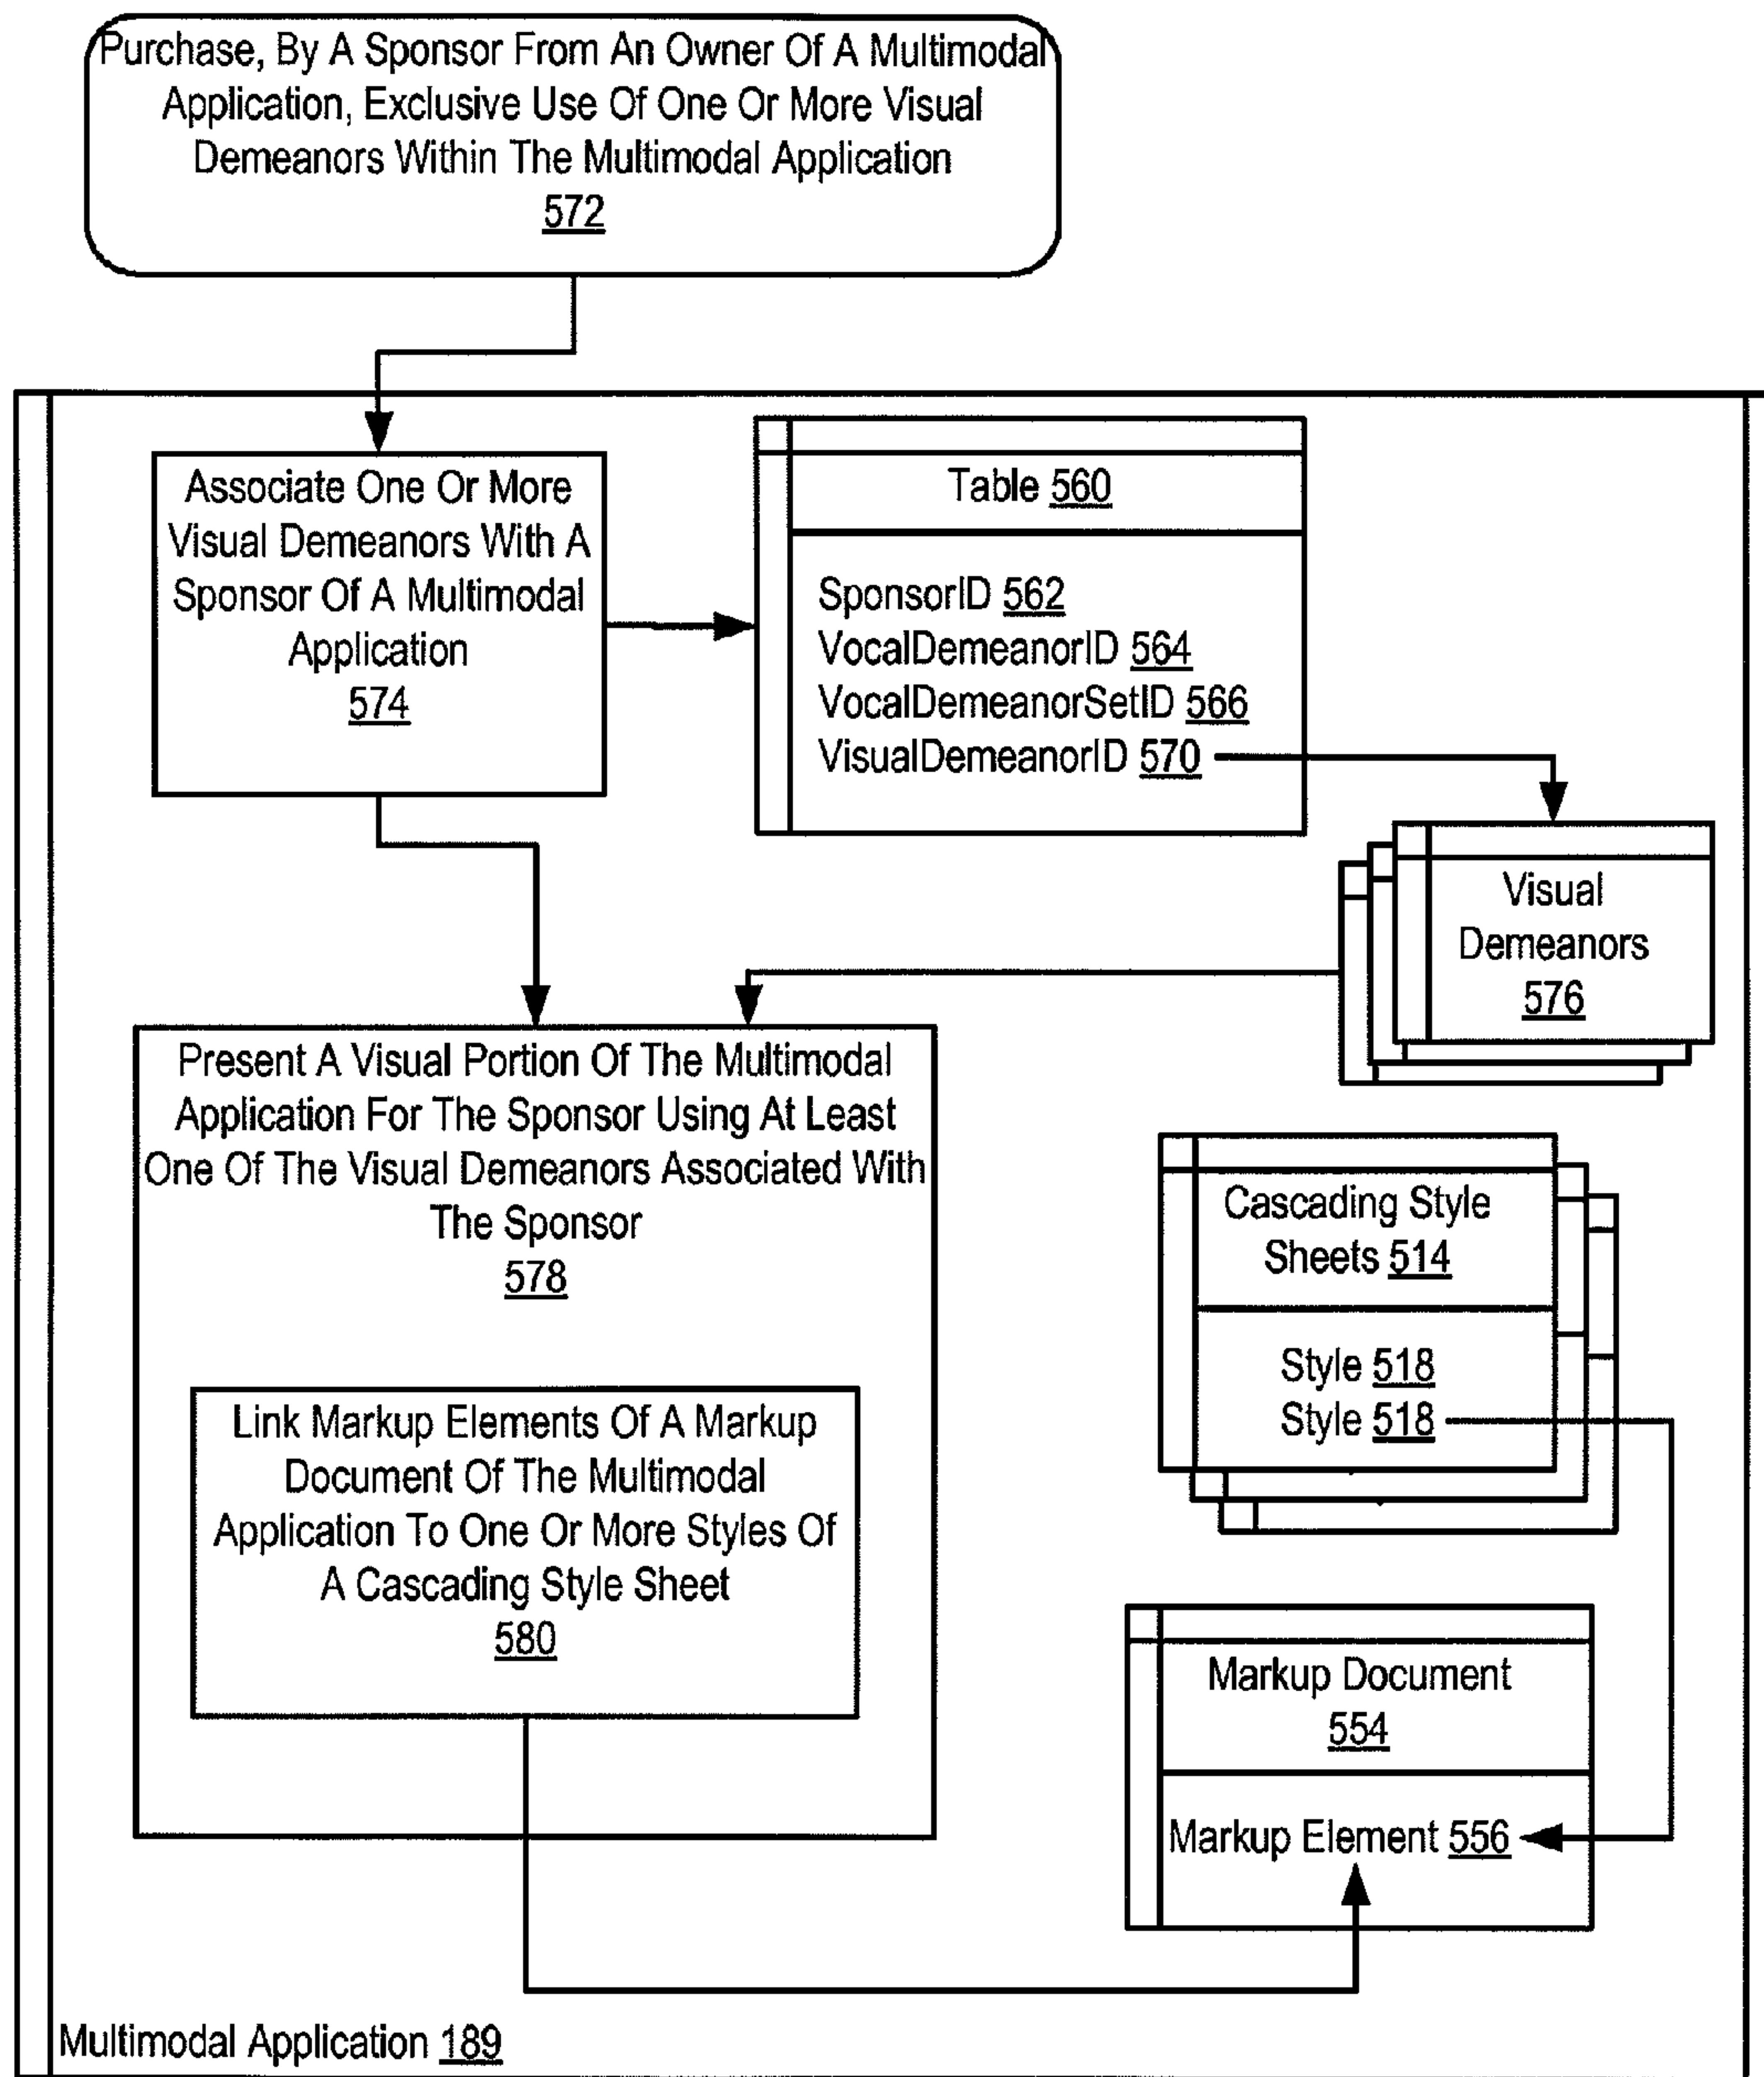 Purchase, By A Sponsor From An Owner Of A Multimodal
Application, Exclusive Use Of One Or More Visual
Demeanors Within The Multimodal Application
572
Associate One Or More
Visual Demeanors With A
Sponsor Of A Multimodal
Application
574
Table 560
SponsorID 562
VocalDemeanorID 564
VocalDemeanorSetID 566
VisualDemeanorID 570
Visual
Demeanors
576
Present A Visual Portion Of The Multimodal
Application For The Sponsor Using At Least
One Of The Visual Demeanors Associated With
The Sponsor
578
Cascading Style
Sheets 514
Style 518
Style 518
Link Markup Elements Of A Markup
Document Of The Multimodal
Application To One Or More Styles Of
A Cascading Style Sheet
580
Markup Document
554
Markup Element 556
Multimodal Application 189